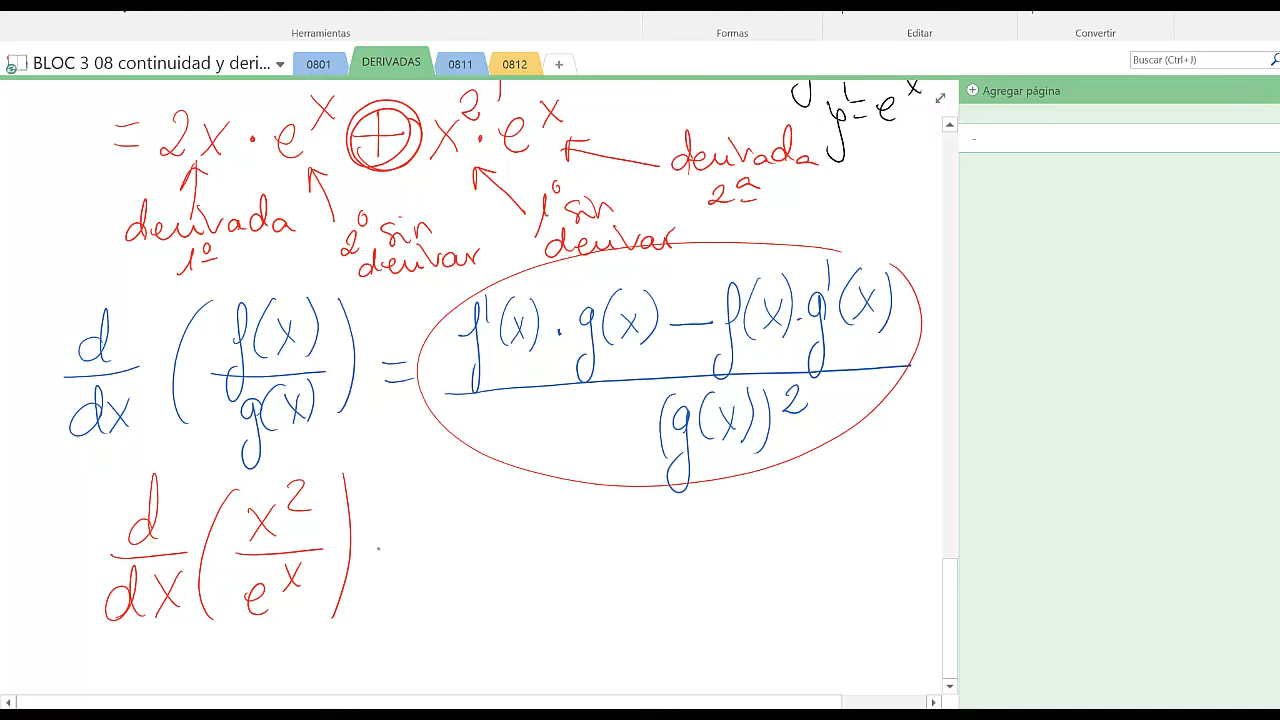 Herramientas Formas Editar Convertir
BLOC 3 08 continuidad y deri... 0801 DERIVADAS 0811 0812 + Buscar (Ctrl+J)
Agregar página
y = e^x
= 2x · e^x + x^2 · e^x
derivada 1º
2º sin derivar
1º sin derivar
derivada 2ª
d/dx (f(x)/g(x)) = (f'(x) · g(x) − f(x) · g'(x))/(g(x))^2
d/dx (x^2/e^x)